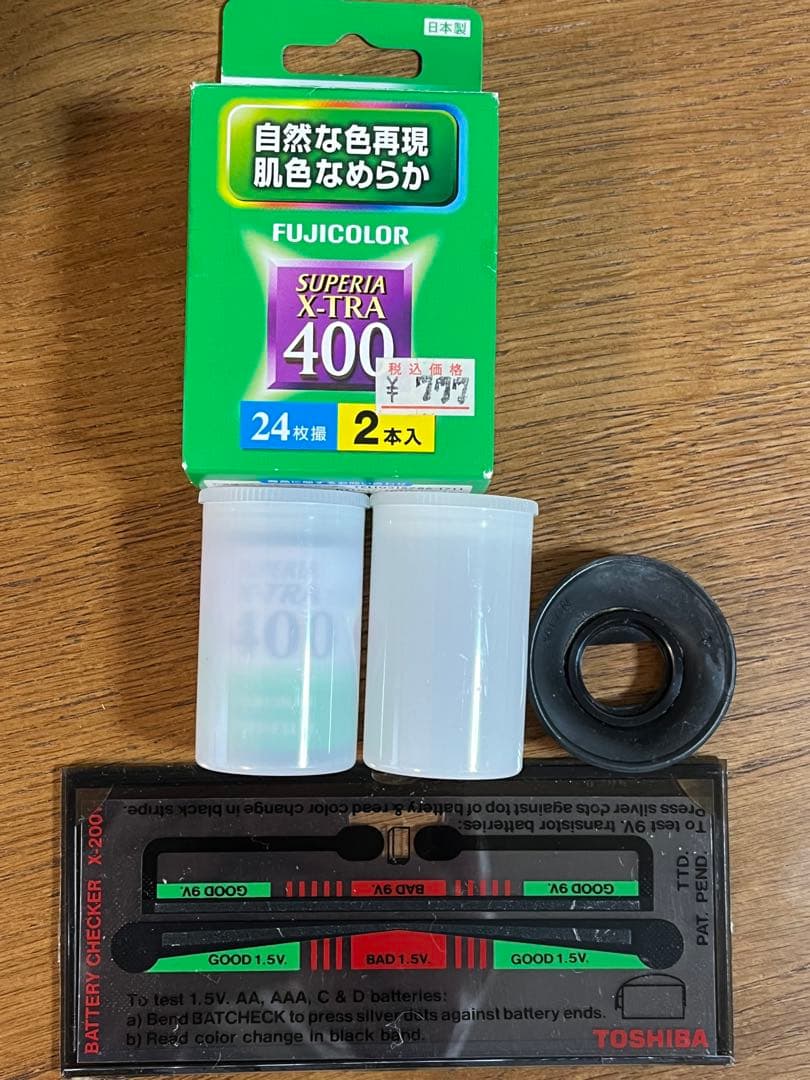 日本製
自然な色再現
肌色なめらか
FUJICOLOR
SUPERIA
X-TRA
400
税込価格
¥ 777
24枚撮 2本入
X-TRA
400
Press silver dots against top of battery & read color change in black stripe.
To test 9V. transistor batteries:
GOOD 9V. BAD 9V. GOOD 9V.
GOOD 1.5V. BAD 1.5V. GOOD 1.5V.
To test 1.5V. AA, AAA, C & D batteries:
a) Bend BATCHECK to press silver dots against battery ends.
b) Read color change in black band.
BATTERY CHECKER X-200
TTD.
PAT. PEND.
TOSHIBA